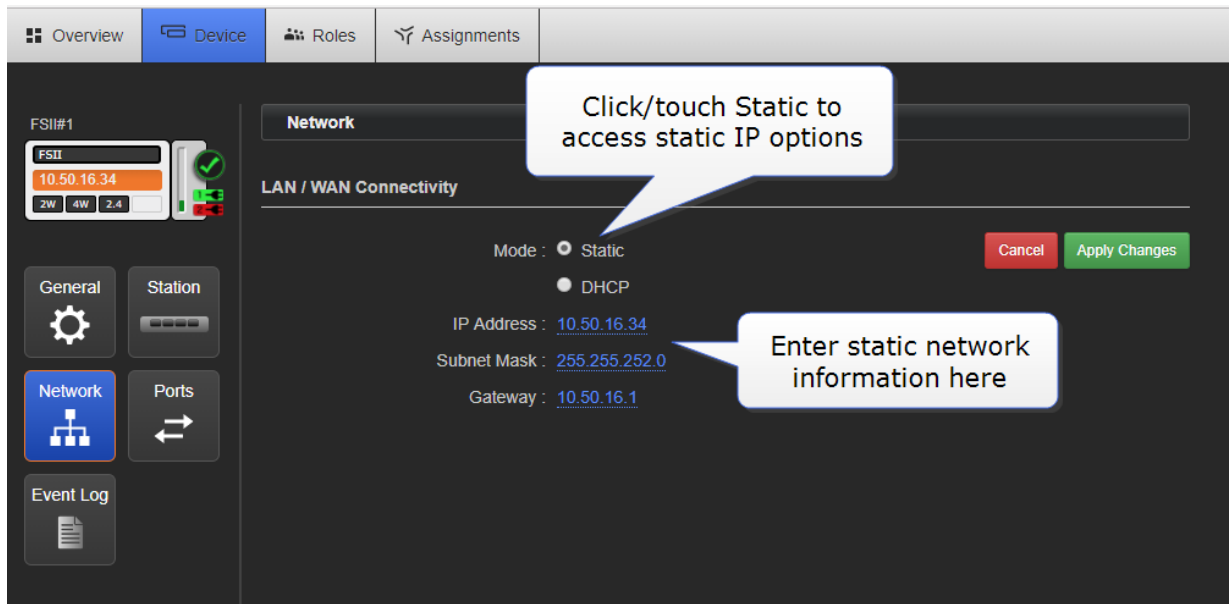 Overview
Device
Roles
Assignments
FSII#1
FSII
10.50.16.34
2W 4W 2.4
1
2
General
Station
Network
Ports
Event Log
Network
Click/touch Static to
access static IP options
LAN / WAN Connectivity
Mode : Static
DHCP
Cancel
Apply Changes
IP Address : 10.50.16.34
Subnet Mask : 255.255.252.0
Gateway : 10.50.16.1
Enter static network
information here